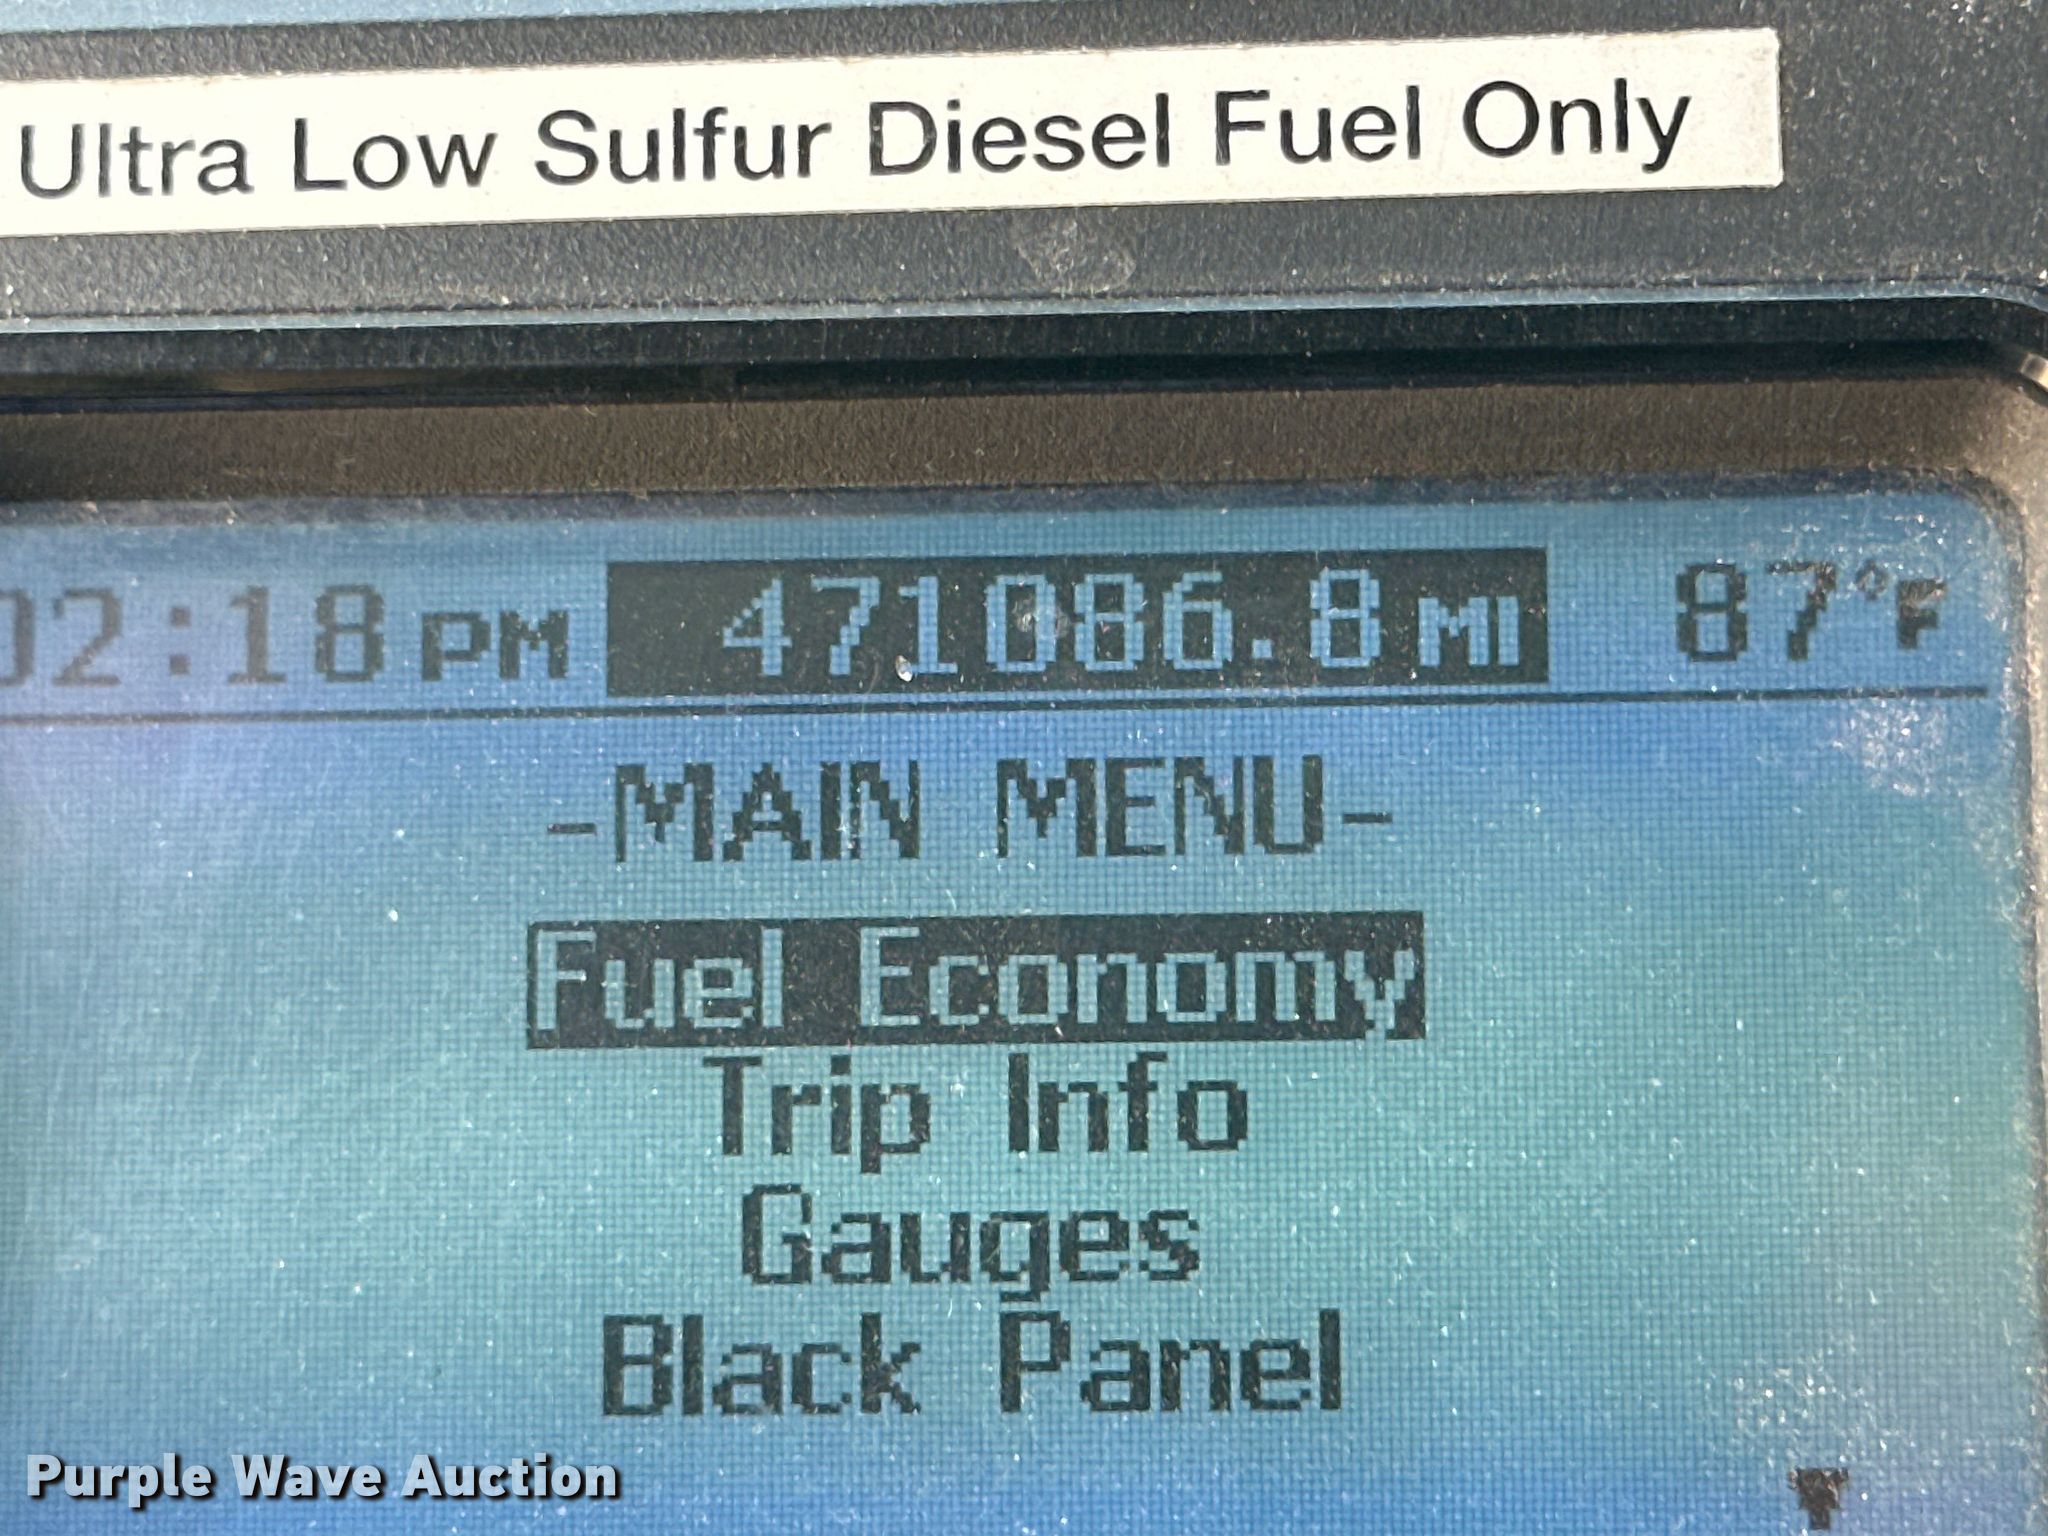 Ultra Low Sulfur Diesel Fuel Only
02:18 PM 471086.8 MI 87°F
-MAIN MENU-
Fuel Economy
Trip Info
Gauges
Black Panel
Purple Wave Auction